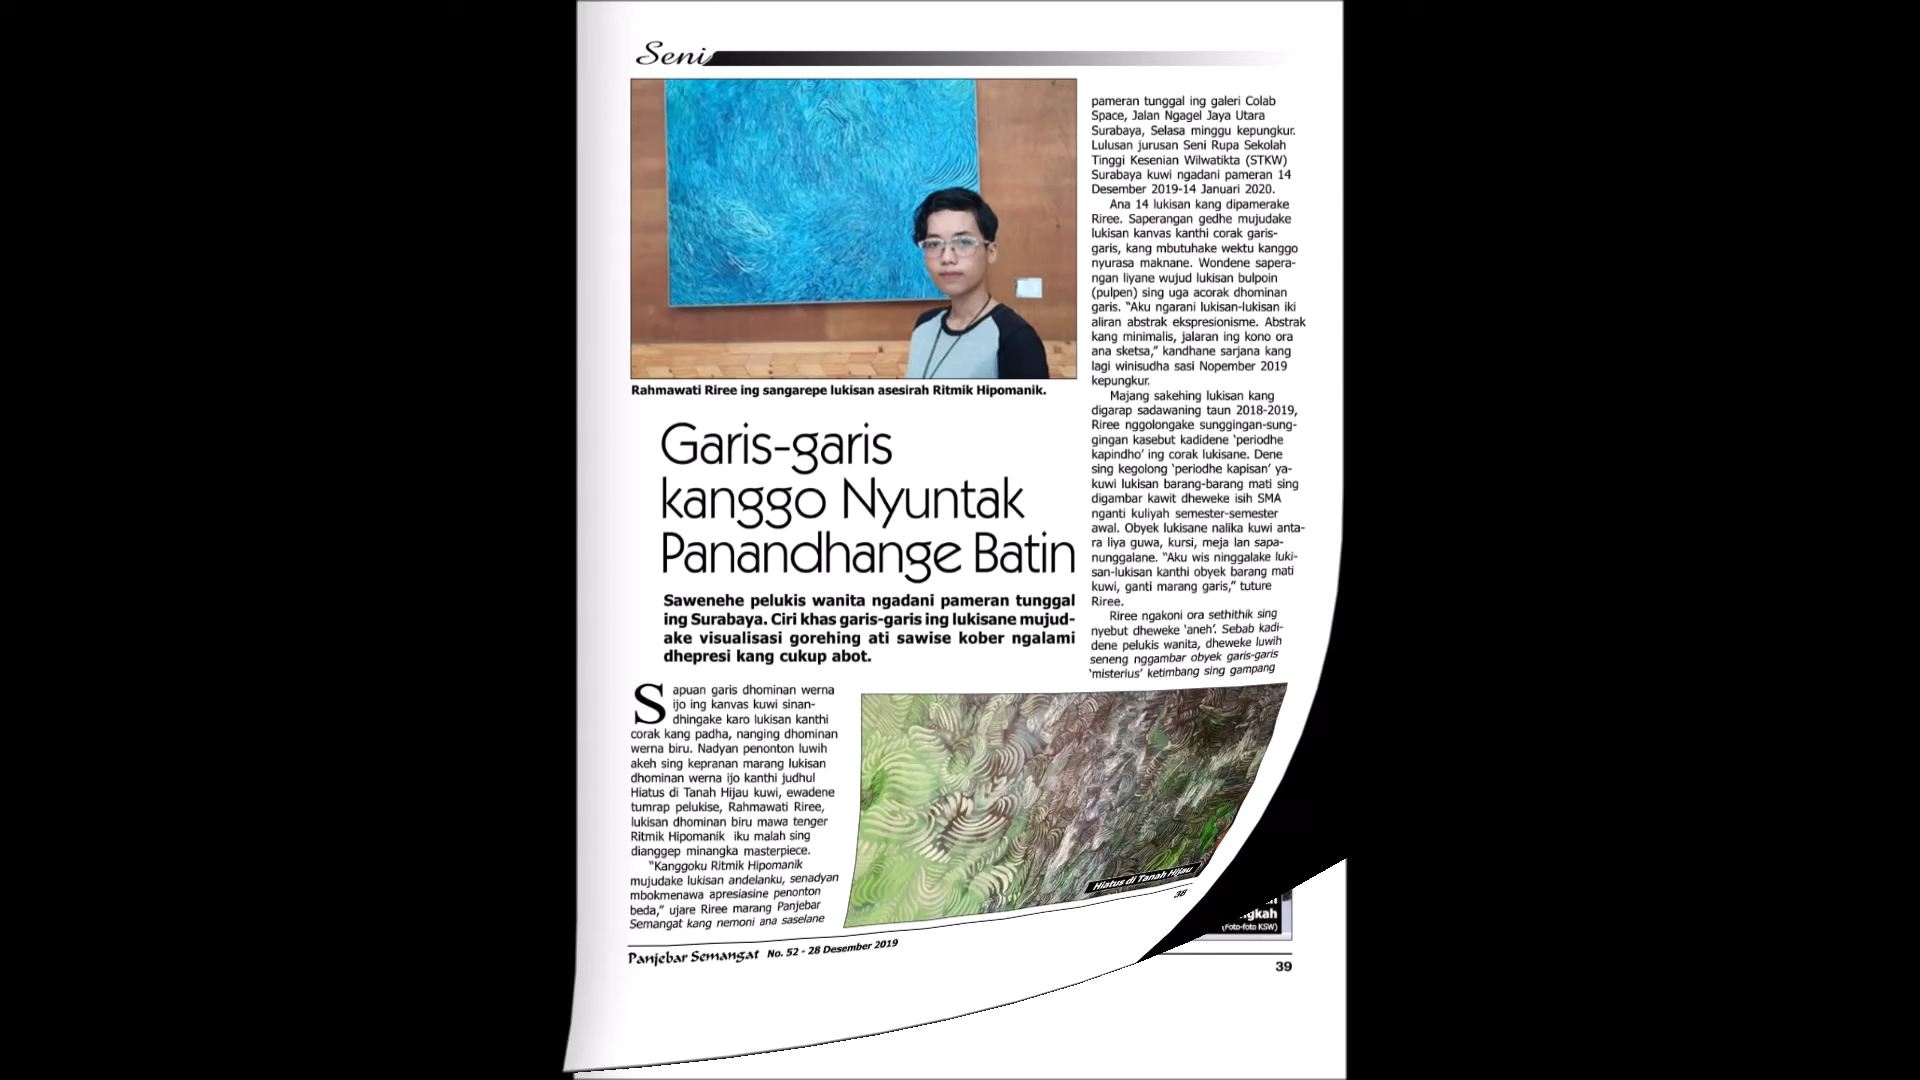 Seni
Rahmawati Riree ing sangarepe lukisan asesirah Ritmik Hipomanik.
Garis-garis
kanggo Nyuntak
Panandhange Batin
Sawenehe pelukis wanita ngadani pameran tunggal
ing Surabaya. Ciri khas garis-garis ing lukisane mujud-
ake visualisasi gorehing ati sawise kober ngalami
dhepresi kang cukup abot.
Sapuan garis dhominan werna
ijo ing kanvas kuwi sinan-
dhingake karo lukisan kanthi
corak kang padha, nanging dhominan
werna biru. Nadyan penonton luwih
akeh sing kepranan marang lukisan
dhominan werna ijo kanthi judhul
Hiatus di Tanah Hijau kuwi, ewadene
tumrap pelukise, Rahmawati Riree,
lukisan dhominan biru mawa tenger
Ritmik Hipomanik iku malah sing
dianggep minangka masterpiece.
"Kanggoku Ritmik Hipomanik
mujudake lukisan andelanku, senadyan
mbokmenawa apresiasine penonton
beda," ujare Riree marang Panjebar
Semangat kang nemoni ana saselane
pameran tunggal ing galeri Colab
Space, Jalan Ngagel Jaya Utara
Surabaya, Selasa minggu kepungkur.
Lulusan jurusan Seni Rupa Sekolah
Tinggi Kesenian Wilwatikta (STKW)
Surabaya kuwi ngadani pameran 14
Desember 2019-14 Januari 2020.
Ana 14 lukisan kang dipamerake
Riree. Saperangan gedhe mujudake
lukisan kanvas kanthi corak garis-
garis, kang mbutuhake wektu kanggo
nyurasa maknane. Wondene sapera-
ngan liyane wujud lukisan bulpoin
(pulpen) sing uga acorak dhominan
garis. "Aku ngarani lukisan-lukisan iki
aliran abstrak ekspresionisme. Abstrak
kang minimalis, jalaran ing kono ora
ana sketsa," kandhane sarjana kang
lagi winisudha sasi Nopember 2019
kepungkur.
Majang sakehing lukisan kang
digarap sadawaning taun 2018-2019,
Riree nggolongake sunggingan-sung-
gingan kasebut kadidene 'periodhe
kapindho' ing corak lukisane. Dene
sing kegolong 'periodhe kapisan' ya-
kuwi lukisan barang-barang mati sing
digambar kawit dheweke isih SMA
nganti kuliyah semester-semester
awal. Obyek lukisane nalika kuwi anta-
ra liya guwa, kursi, meja lan sapa-
nunggalane. "Aku wis ninggalake luki-
san-lukisan kanthi obyek barang mati
kuwi, ganti marang garis," tuture
Riree.
Riree ngakoni ora sethithik sing
nyebut dheweke 'aneh'. Sebab kadi-
dene pelukis wanita, dheweke luwih
seneng nggambar obyek garis-garis
'misterius' ketimbang sing gampang
Hiatus di Tanah Hijau
38
Panjebar Semangat No. 52 - 28 Desember 2019
(Foto-foto KSW)
39